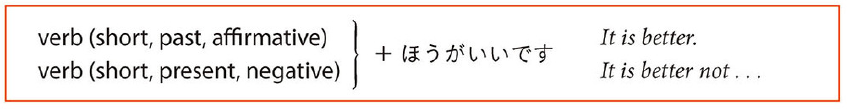 verb (short, past, affirmative)
verb (short, present, negative)
+ ほうがいいです
It is better.
It is better not . . .